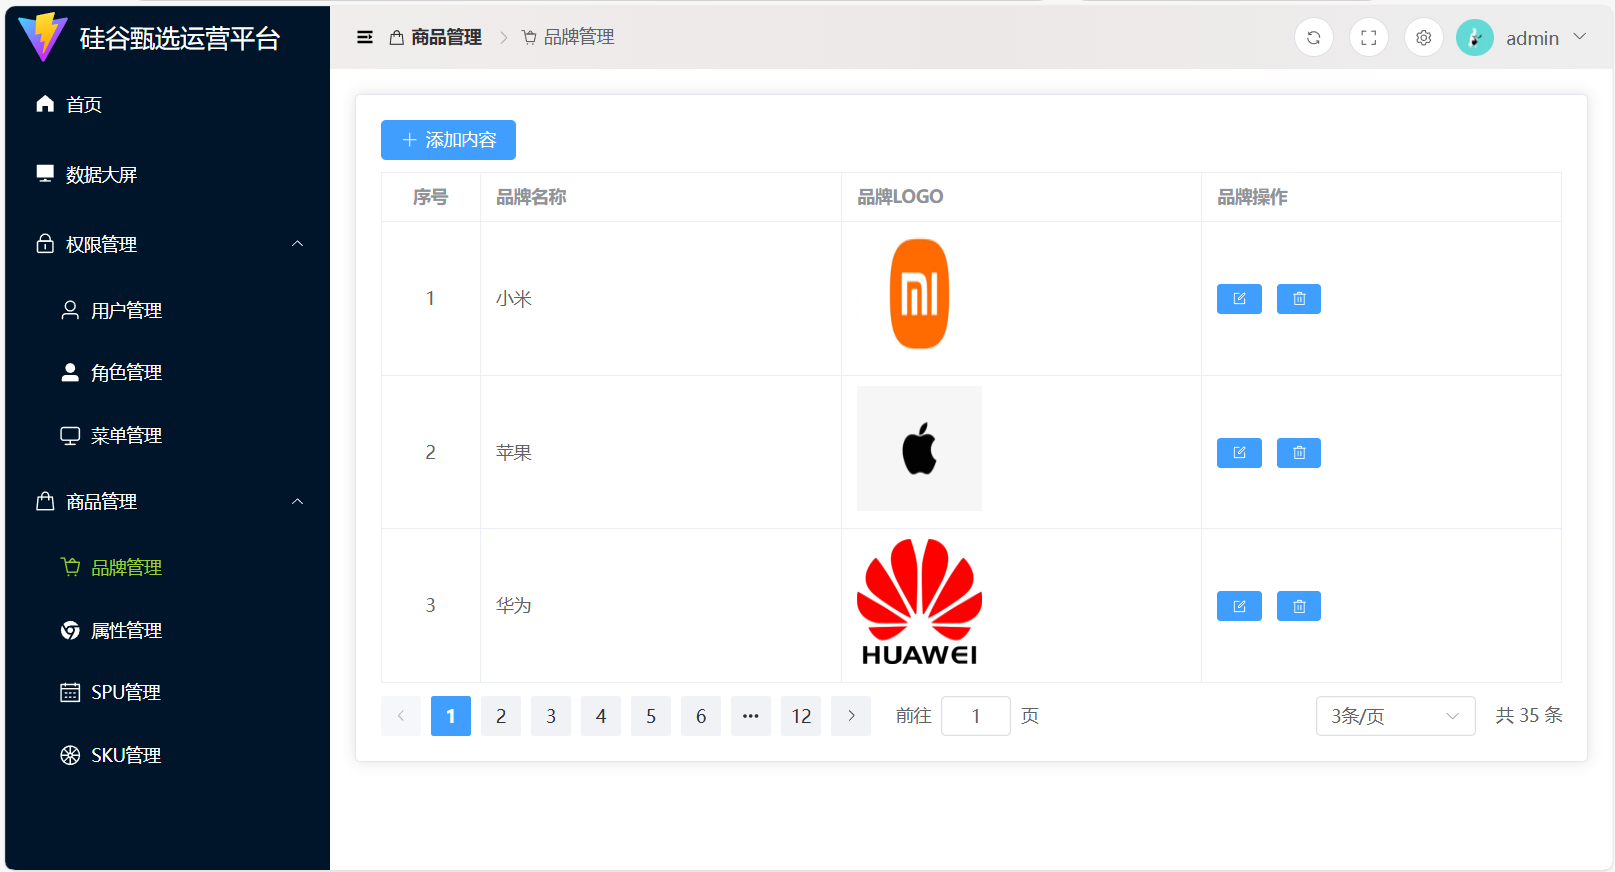 硅谷甄选运营平台
首页
数据大屏
权限管理
用户管理
角色管理
菜单管理
商品管理
品牌管理
属性管理
SPU管理
SKU管理
商品管理 品牌管理
admin
添加内容
序号 品牌名称 品牌LOGO 品牌操作
1 小米
mi
2 苹果
3 华为
HUAWEI
1 2 3 4 5 6 ••• 12 前往 1 页 3条/页 共 35 条